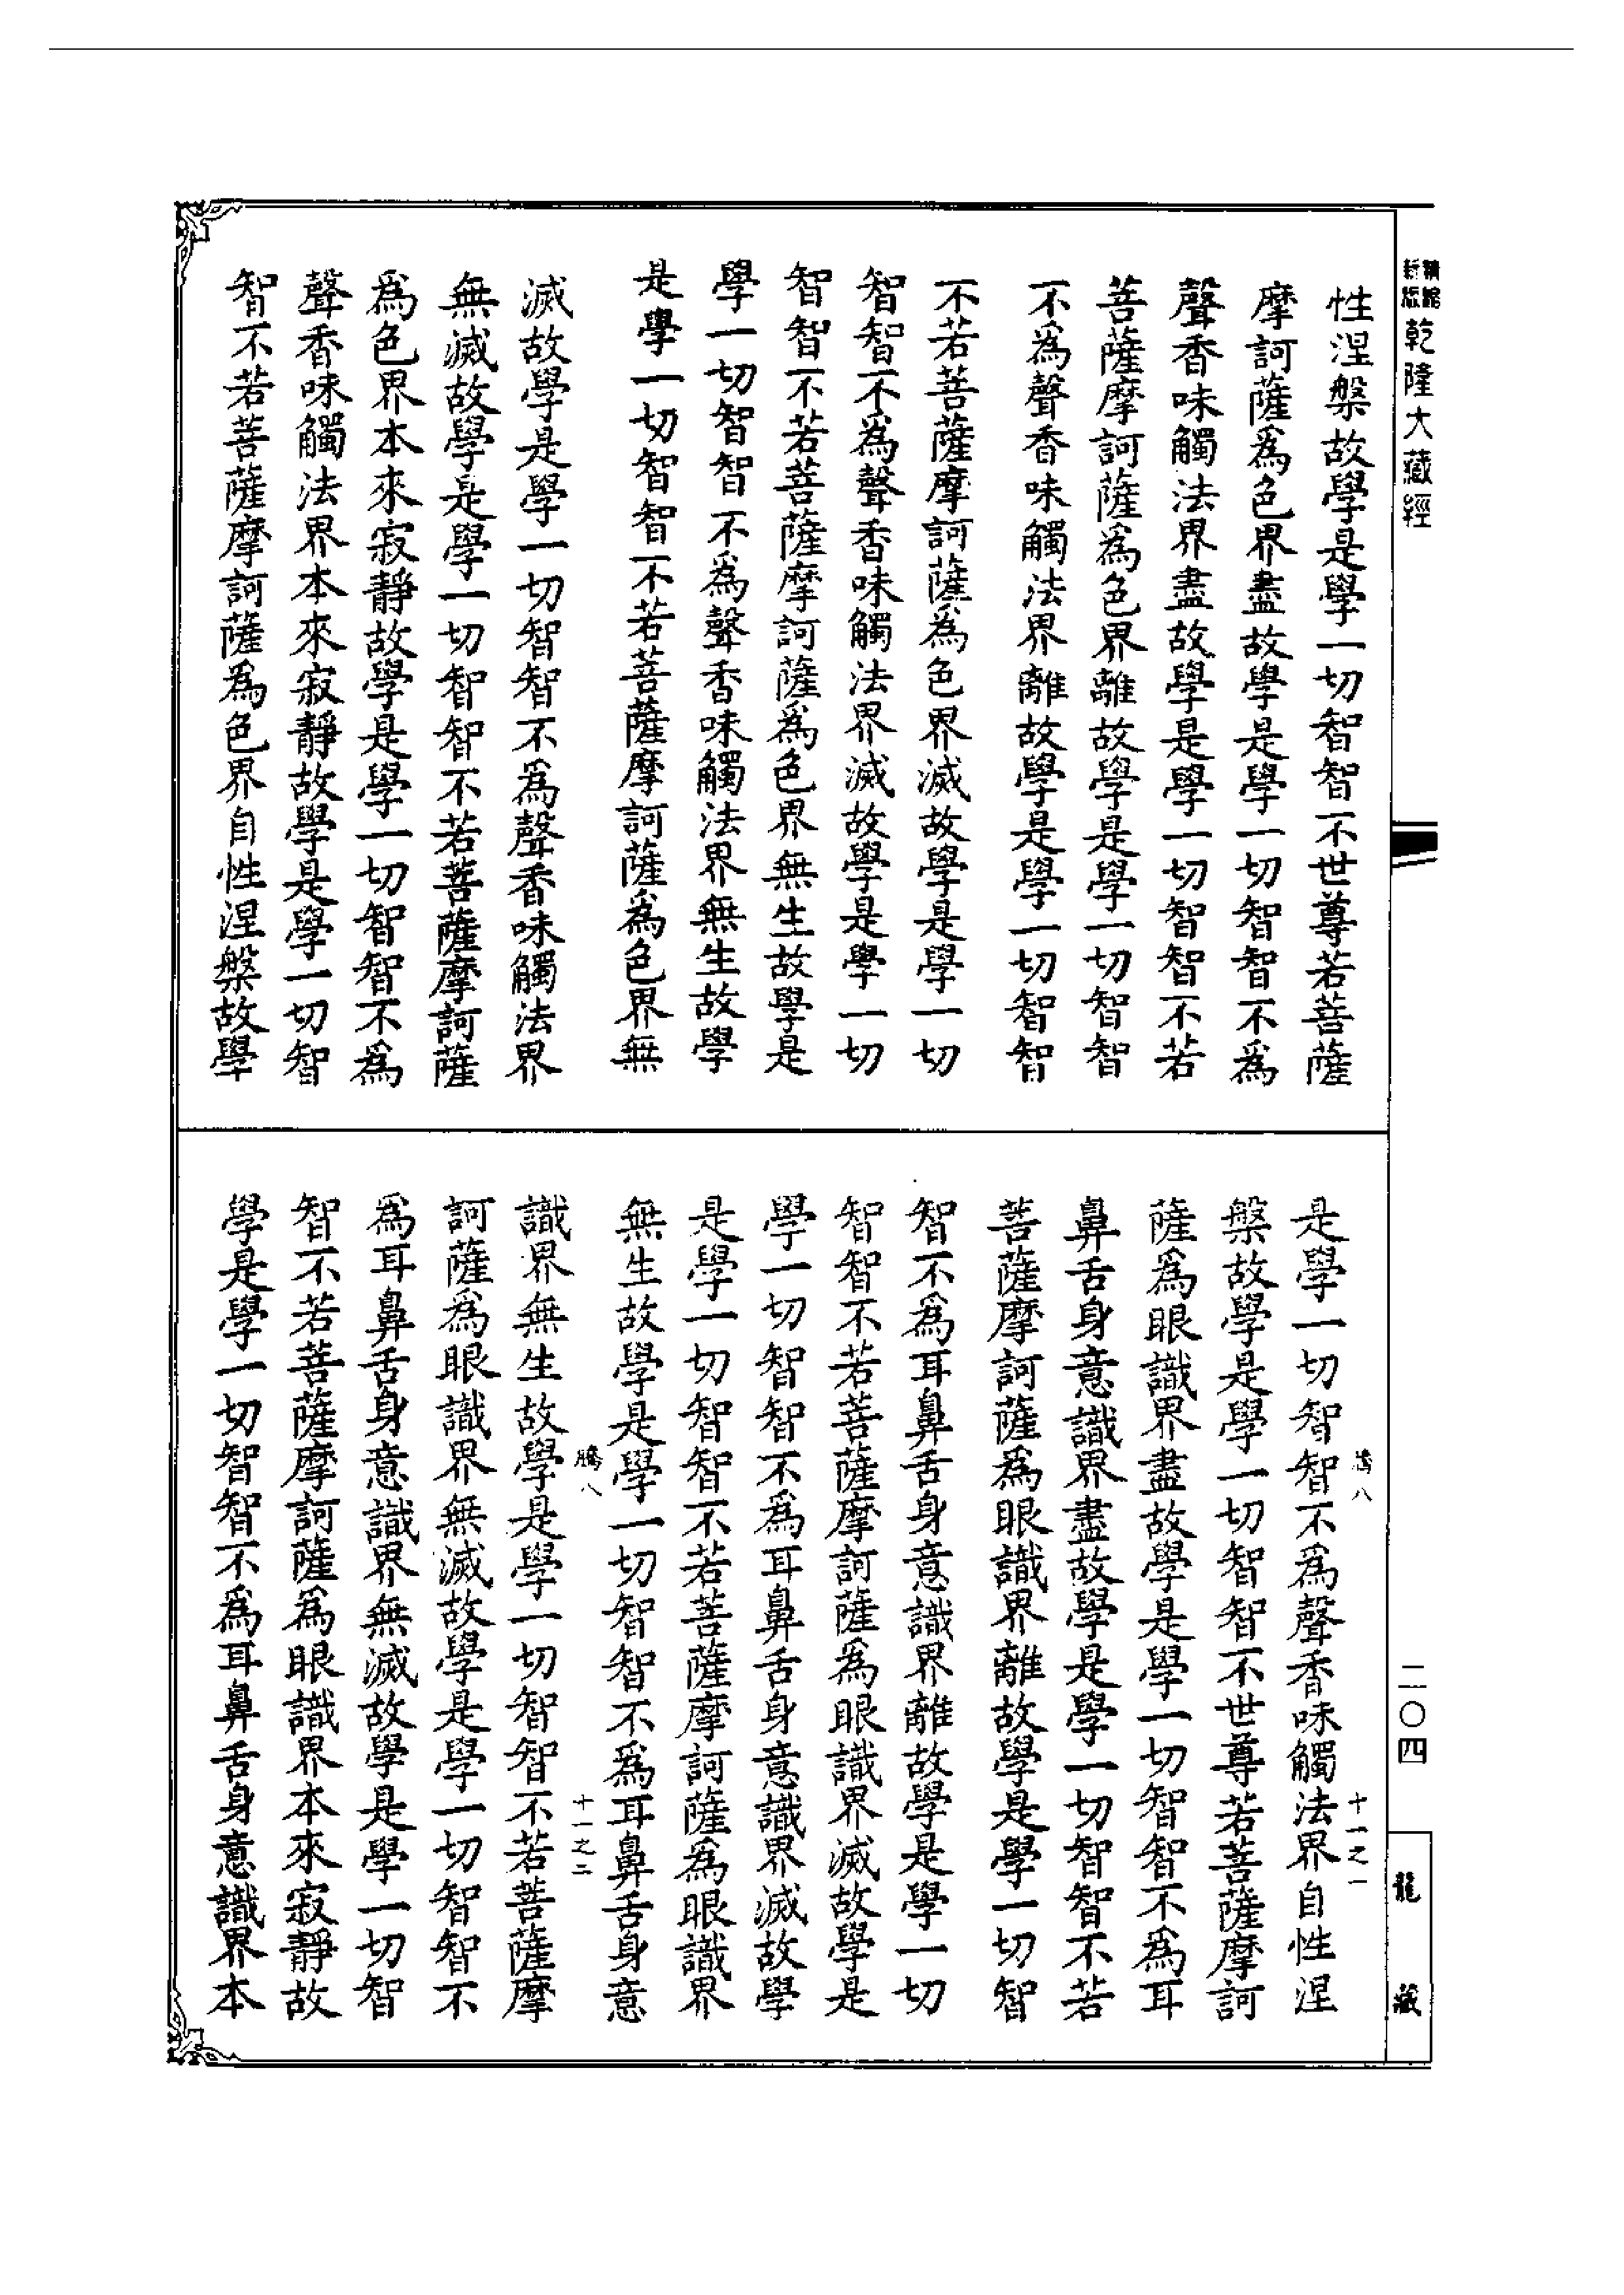 新編縮版乾隆大藏經
性涅槃故學是學一切智智不世尊若菩薩
摩訶薩為色界盡故學是學一切智智不為
聲香味觸法界盡故學是學一切智智不若
菩薩摩訶薩為色界離故學是學一切智智
不為聲香味觸法界離故學是學一切智智
不若菩薩摩訶薩為色界滅故學是學一切
智智不為聲香味觸法界滅故學是學一切
智智不若菩薩摩訶薩為色界無生故學是
學一切智智不為聲香味觸法界無生故學
是學一切智智不若菩薩摩訶薩為色界無
滅故學是學一切智智不為聲香味觸法界
無滅故學是學一切智智不若菩薩摩訶薩
為色界本來寂靜故學是學一切智智不為
聲香味觸法界本來寂靜故學是學一切智
智不若菩薩摩訶薩為色界自性涅槃故學
是學一切智智不為聲香味觸法界自性涅
槃故學是學一切智智不世尊若菩薩摩訶
薩為眼識界盡故學是學一切智智不為耳
鼻舌身意識界盡故學是學一切智智不若
菩薩摩訶薩為眼識界離故學是學一切智
智不為耳鼻舌身意識界離故學是學一切
智智不若菩薩摩訶薩為眼識界滅故學是
學一切智智不為耳鼻舌身意識界滅故學
是學一切智智不若菩薩摩訶薩為眼識界
無生故學是學一切智智不為耳鼻舌身意
騰八 十一之二
識界無生故學是學一切智智不若菩薩摩
訶薩為眼識界無滅故學是學一切智智不
為耳鼻舌身意識界無滅故學是學一切智
智不若菩薩摩訶薩為眼識界本來寂靜故
學是學一切智智不為耳鼻舌身意識界本
騰八 十一之一
二〇四
龍藏